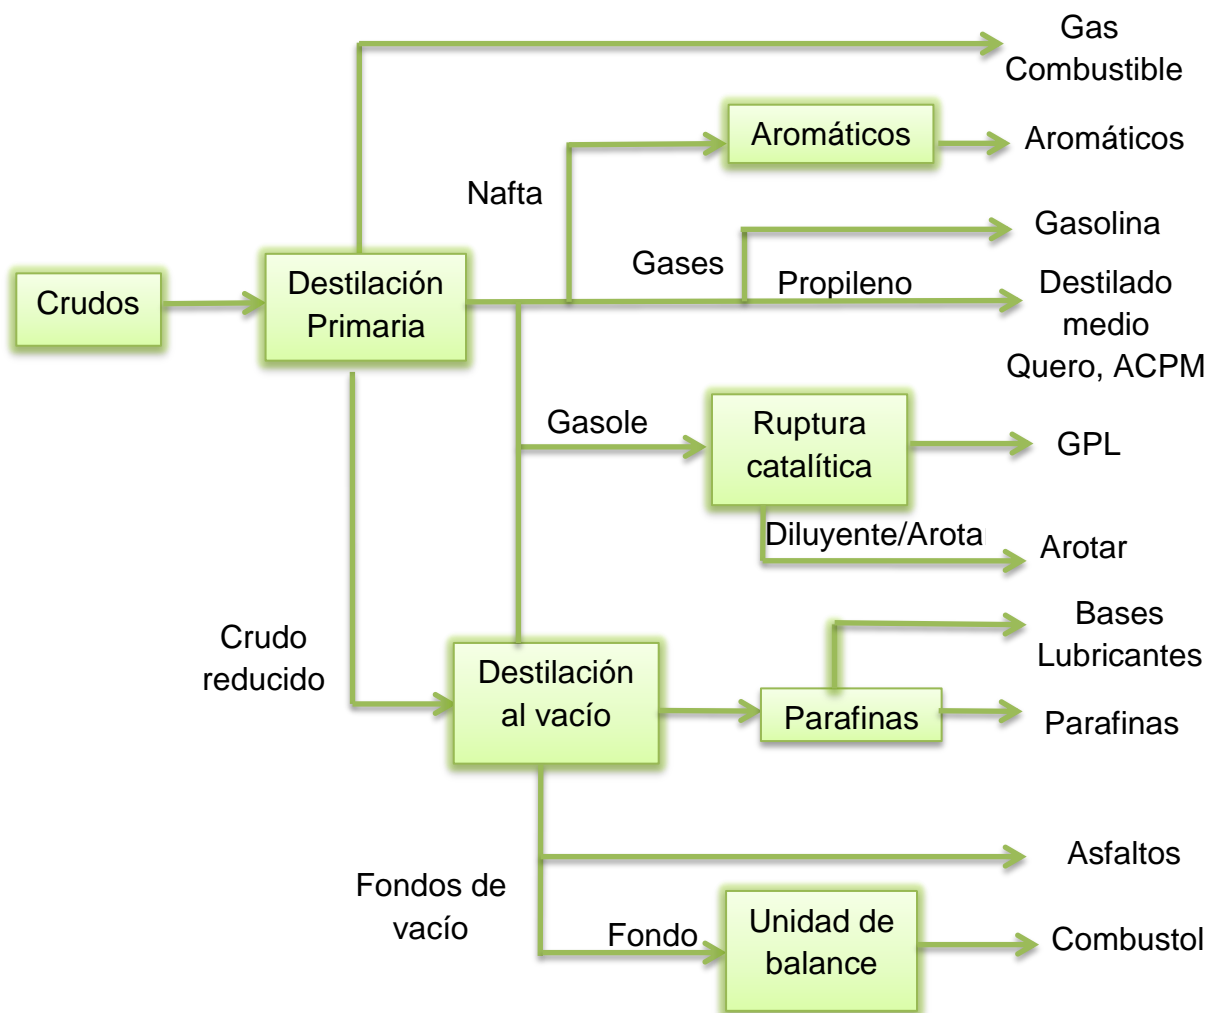 Gas
Combustible
Aromáticos
Aromáticos
Nafta
Gasolina
Gases
Propileno
Crudos
Destilación
Primaria
Destilado
medio
Quero, ACPM
Gasole
Ruptura
catalítica
GPL
Diluyente/Arota
Arotar
Crudo
reducido
Bases
Lubricantes
Destilación
al vacío
Parafinas
Parafinas
Asfaltos
Fondos de
vacío
Fondo
Unidad de
balance
Combustol